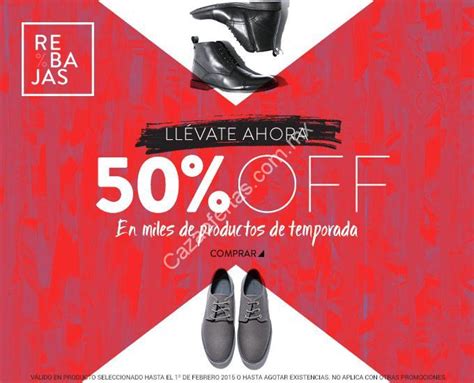 RE
%BA
JAS
LLÉVATE AHORA
50% OFF
En miles de productos de temporada
COMPRAR
Cazaofertas.com.mx
VÁLIDO EN PRODUCTO SELECCIONADO HASTA EL 1º DE FEBRERO 2015 O HASTA AGOTAR EXISTENCIAS. NO APLICA CON OTRAS PROMOCIONES